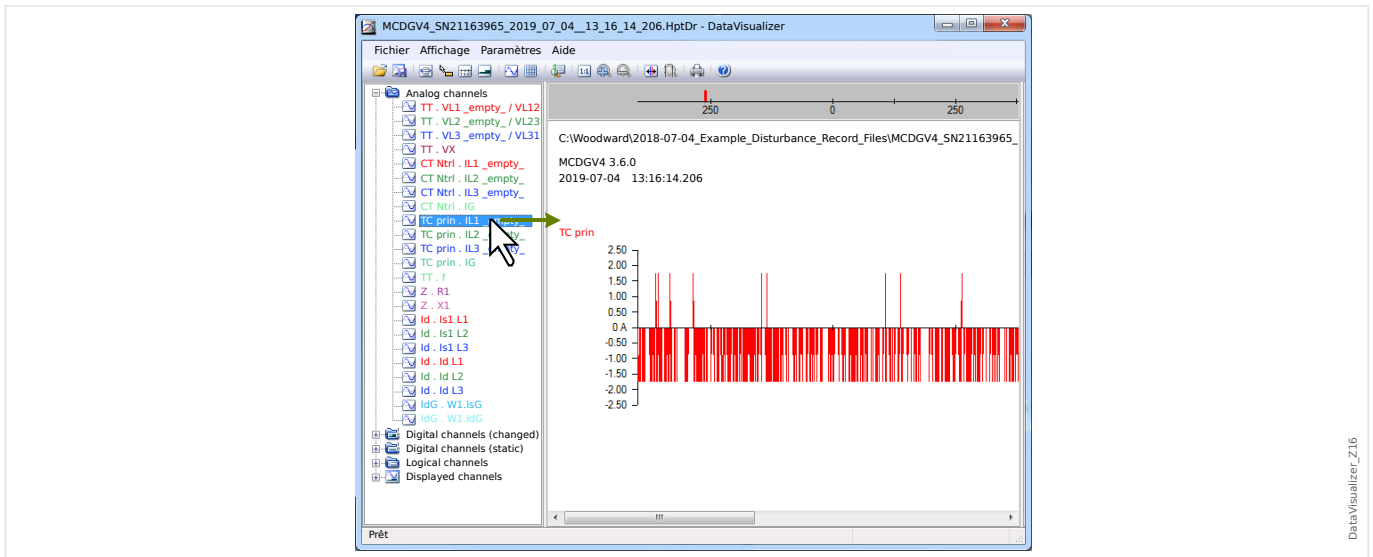 MCDGV4_SN21163965_2019_07_04__13_16_14_206.HptDr - DataVisualizer
Fichier Affichage Paramètres Aide
1:1
Analog channels
TT . VL1 _empty_ / VL12
TT . VL2 _empty_ / VL23
TT . VL3 _empty_ / VL31
TT . VX
CT Ntrl . IL1 _empty_
CT Ntrl . IL2 _empty_
CT Ntrl . IL3 _empty_
CT Ntrl . IG
TC prin . IL1 _empty_
TC prin . IL2 _empty_
TC prin . IL3 _empty_
TC prin . IG
TT . f
Z . R1
Z . X1
Id . Is1 L1
Id . Is1 L2
Id . Is1 L3
Id . Id L1
Id . Id L2
Id . Id L3
IdG . W1.IsG
IdG . W1.IdG
Digital channels (changed)
Digital channels (static)
Logical channels
Displayed channels
250 0 250
C:\Woodward\2018-07-04_Example_Disturbance_Record_Files\MCDGV4_SN21163965_
MCDGV4 3.6.0
2019-07-04 13:16:14.206
TC prin
2.50
2.00
1.50
1.00
0.50
0 A
-0.50
-1.00
-1.50
-2.00
-2.50
Prêt
DataVisualizer_Z16